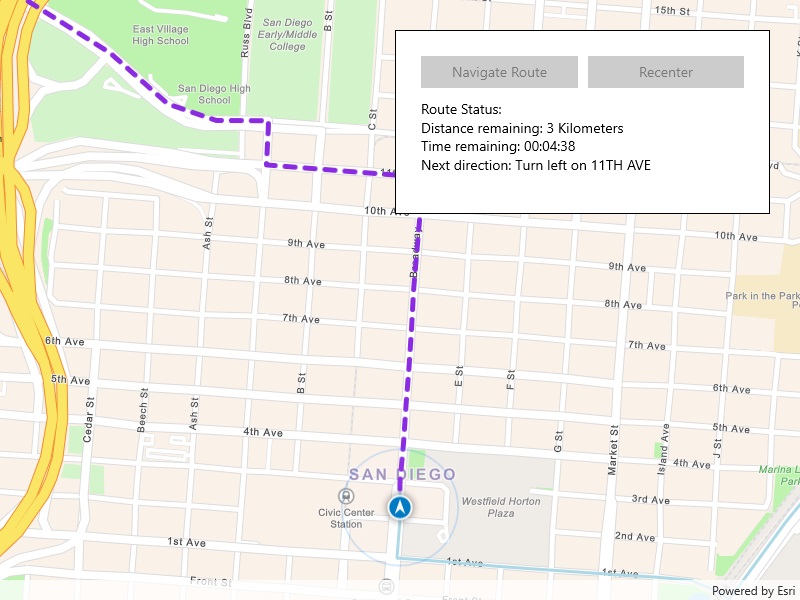 15th St
East Village
High School
San Diego
Early/Middle
College
Russ Blvd
B St
San Diego High
School
C St
Navigate Route
Recenter
Route Status:
Distance remaining: 3 Kilometers
Time remaining: 00:04:38
Next direction: Turn left on 11TH AVE
10th Ave
Ash St
9th Ave
Broadway
10th Ave
9th Ave
8th Ave
Park in the Park
8th Ave
7th Ave
7th Ave
6th Ave
5th Ave
B St
E St
F St
6th Ave
Cedar St
Beech St
Ash St
5th Ave
4th Ave
G St
Market St
Island Ave
J St
4th Ave
SAN DIEGO
Marina L
Park
3rd Ave
Civic Center
Station
Westfield Horton
Plaza
2nd Ave
1st Ave
1st Ave
1st Ave
Front St
Front St
Powered by Esri